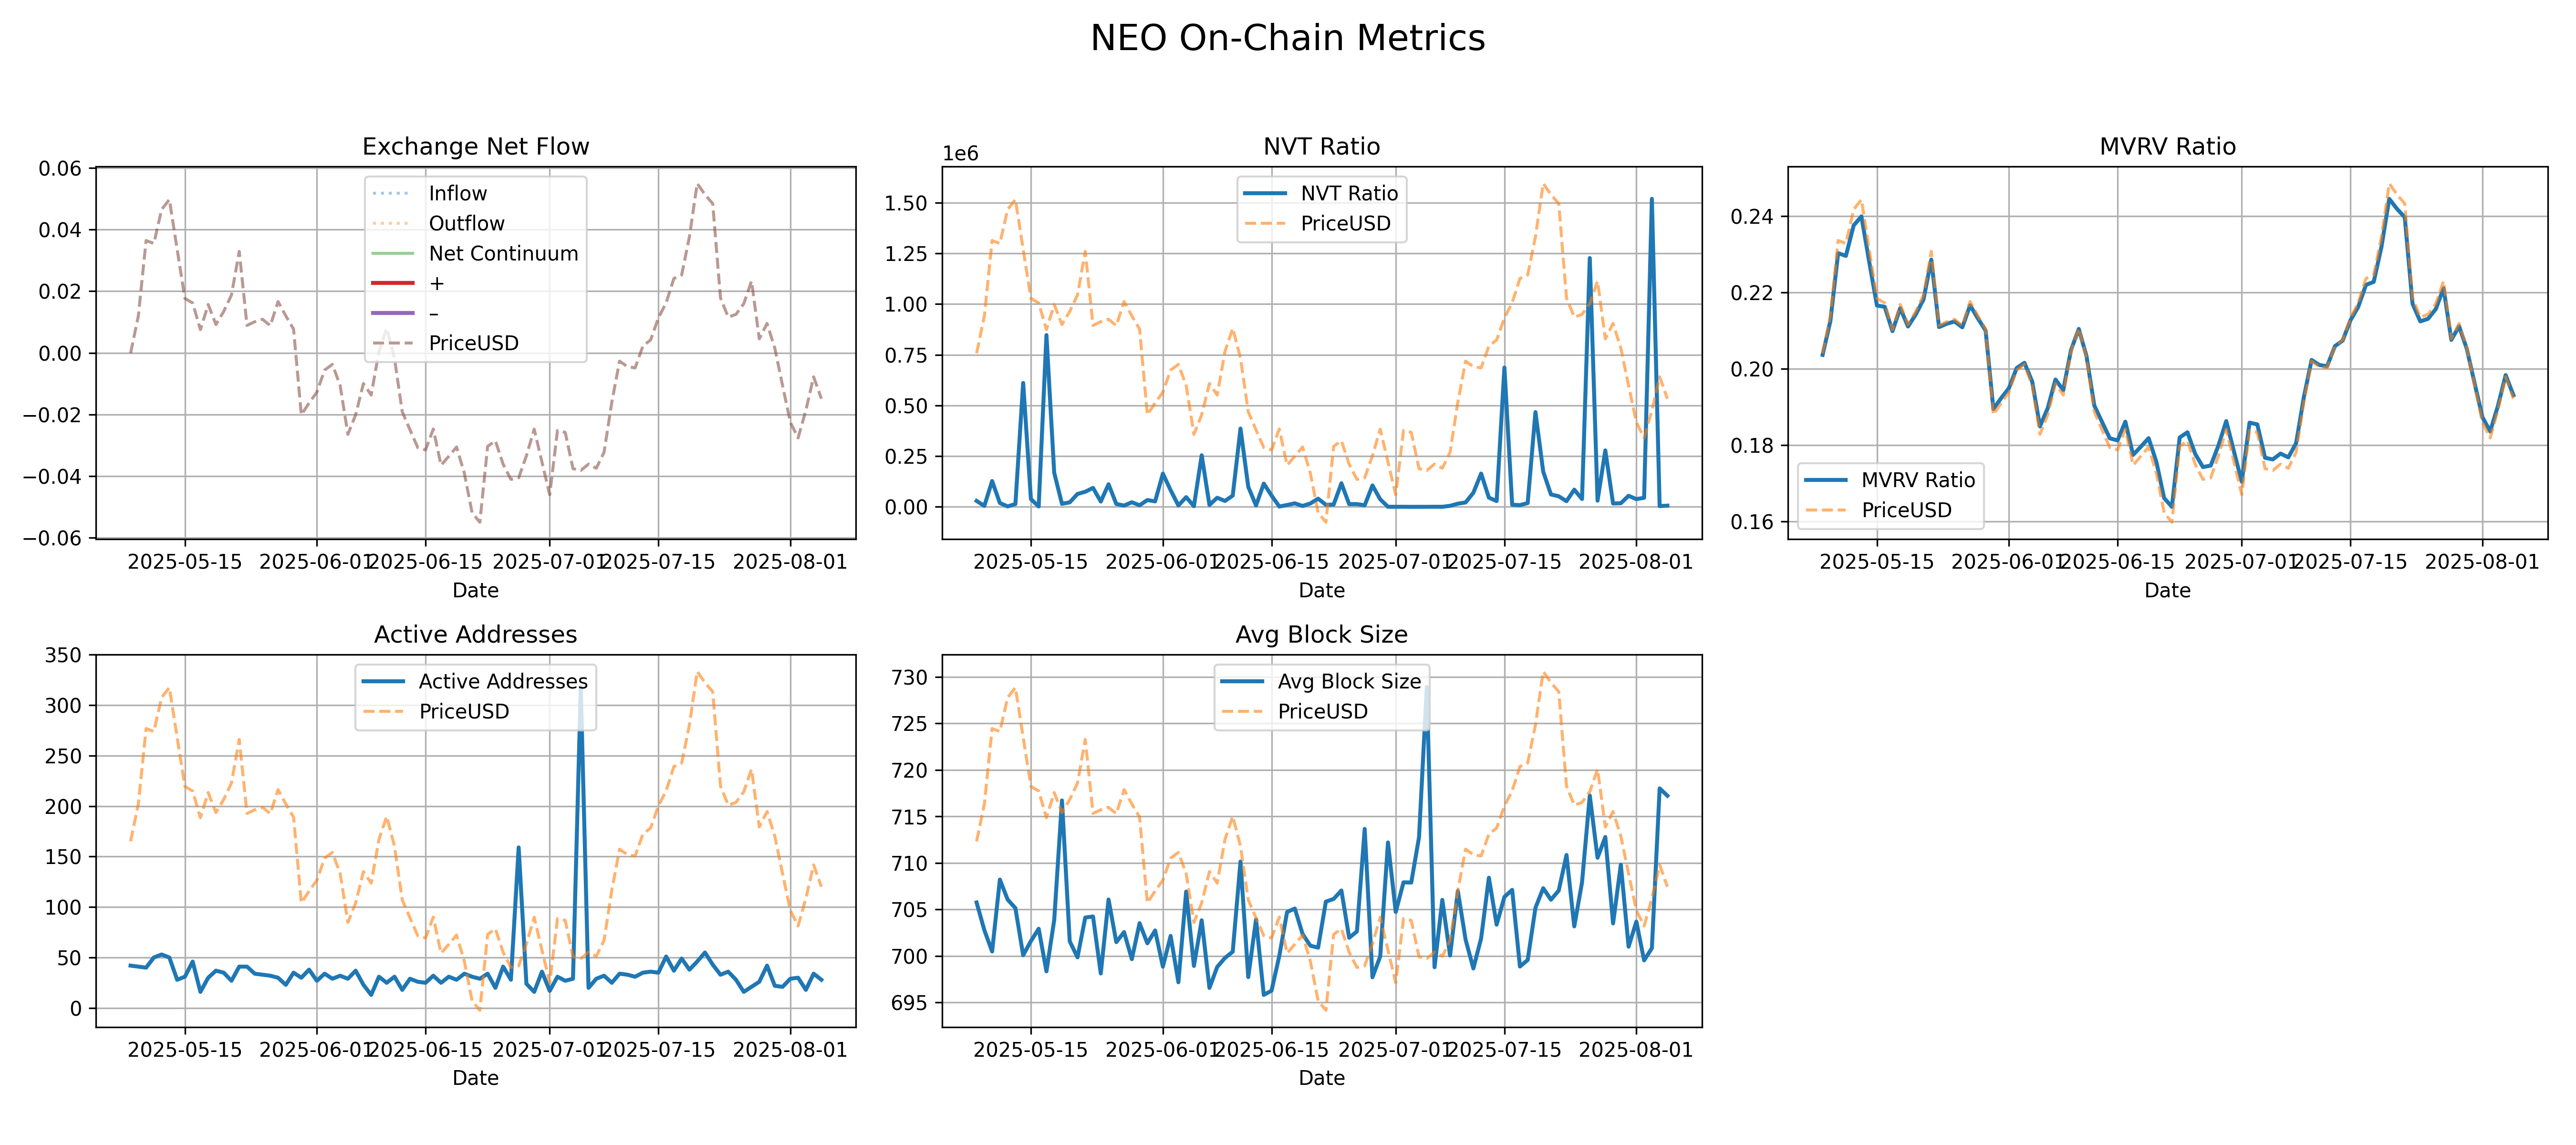 NEO On-Chain Metrics
Exchange Net Flow
0.06
0.04
0.02
0.00
−0.02
−0.04
−0.06
Inflow
Outflow
Net Continuum
+
–
PriceUSD
2025-05-15
2025-06-01
2025-06-15
2025-07-01
2025-07-15
2025-08-01
Date
NVT Ratio
1e6
1.50
1.25
1.00
0.75
0.50
0.25
0.00
NVT Ratio
PriceUSD
2025-05-15
2025-06-01
2025-06-15
2025-07-01
2025-07-15
2025-08-01
Date
MVRV Ratio
0.24
0.22
0.20
0.18
0.16
MVRV Ratio
PriceUSD
2025-05-15
2025-06-01
2025-06-15
2025-07-01
2025-07-15
2025-08-01
Date
Active Addresses
350
300
250
200
150
100
50
0
Active Addresses
PriceUSD
2025-05-15
2025-06-01
2025-06-15
2025-07-01
2025-07-15
2025-08-01
Date
Avg Block Size
730
725
720
715
710
705
700
695
Avg Block Size
PriceUSD
2025-05-15
2025-06-01
2025-06-15
2025-07-01
2025-07-15
2025-08-01
Date